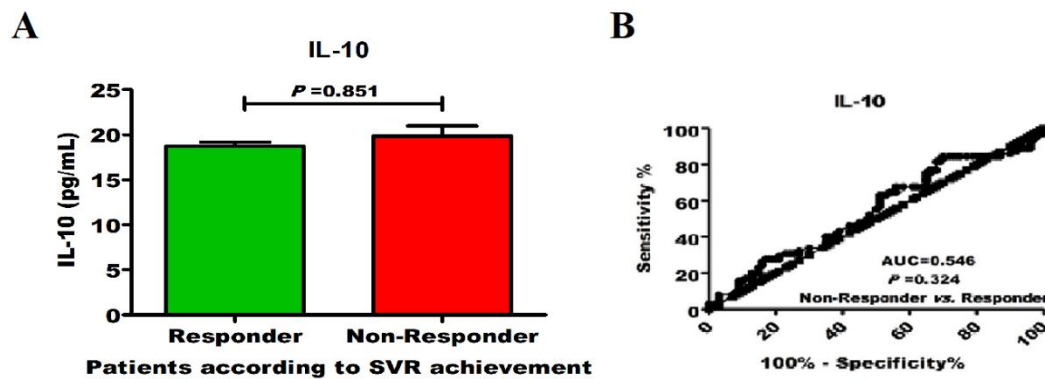 A
IL-10
P=0.851
25
20
15
10
5
0
IL-10 (pg/mL)
Responder
Non-Responder
Patients according to SVR achievement
B
IL-10
100
80
60
40
20
0
Sensitivity %
AUC=0.546
P=0.324
Non-Responder vs. Responder
0
20
40
60
80
100
100% - Specificity%